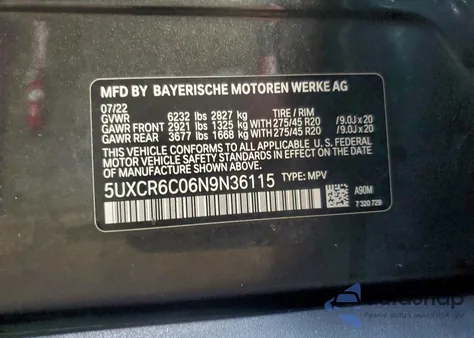 MFD BY BAYERISCHE MOTOREN WERKE AG
07/22
GVWR 6232 lbs 2827 kg TIRE / RIM
GAWR FRONT 2921 lbs 1325 kg WITH 275/45 R20 /9.0J x 20
GAWR REAR 3677 lbs 1668 kg WITH 275/45 R20 /9.0J x 20
THIS VEHICLE CONFORMS TO ALL APPLICABLE U.S. FEDERAL
MOTOR VEHICLE SAFETY STANDARDS IN EFFECT ON THE DATE
OF MANUFACTURE SHOWN ABOVE.
5UXCR6C06N9N36115 TYPE: MPV
A90M
7 320 729